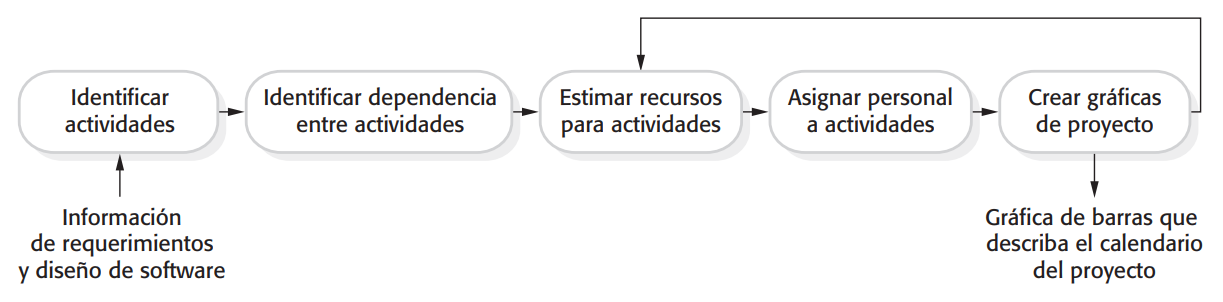 Identificar
actividades
Identificar dependencia
entre actividades
Estimar recursos
para actividades
Asignar personal
a actividades
Crear gráficas
de proyecto
Información
de requerimientos
y diseño de software
Gráfica de barras que
describa el calendario
del proyecto